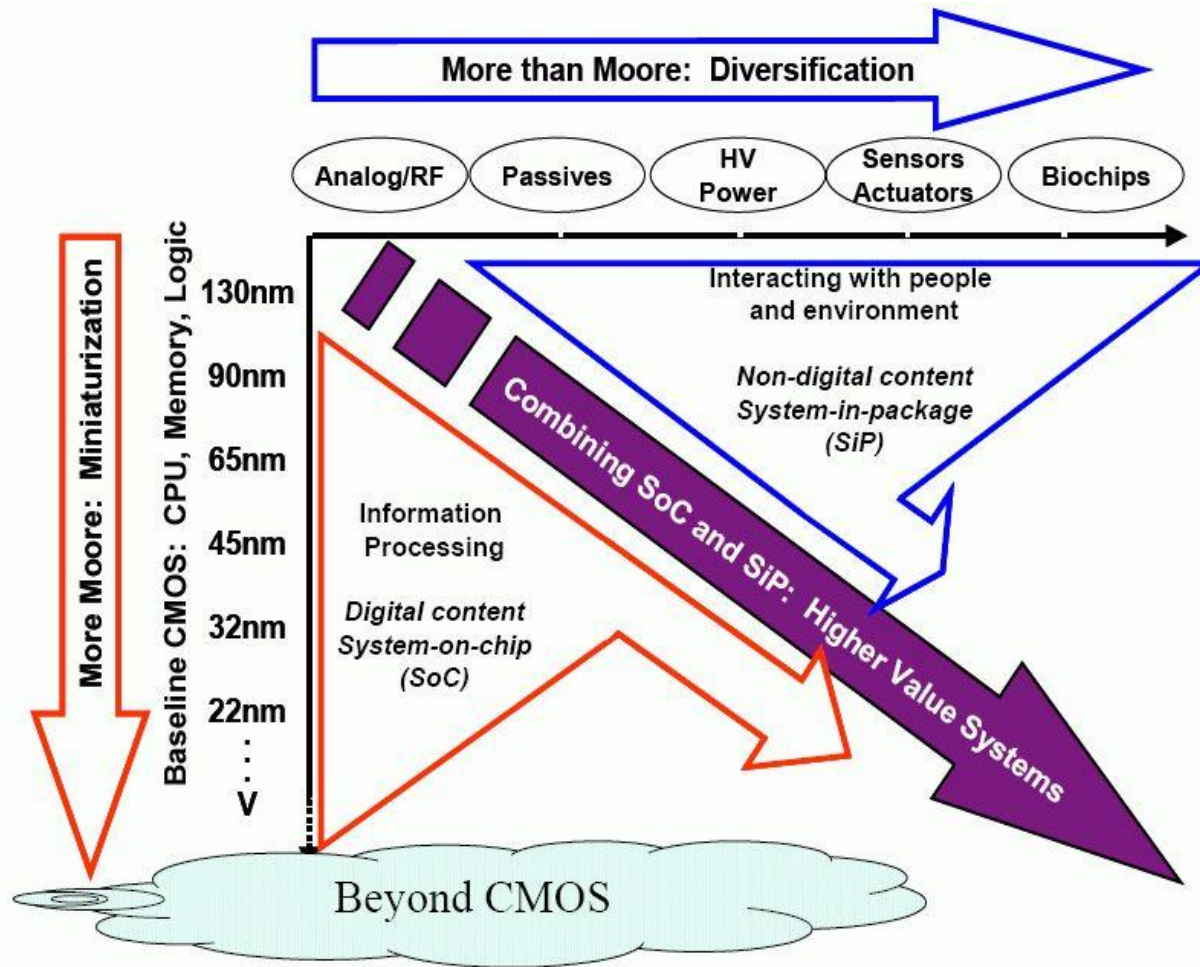 More than Moore:  Diversification
Analog/RF
Passives
HV
Power
Sensors
Actuators
Biochips
More Moore:  Miniaturization
Baseline CMOS:  CPU, Memory, Logic
130nm
90nm
65nm
45nm
32nm
22nm
.
.
.
V
Interacting with people
and environment
Non-digital content
System-in-package
(SiP)
Combining SoC and SiP:  Higher Value Systems
Information
Processing
Digital content
System-on-chip
(SoC)
Beyond CMOS